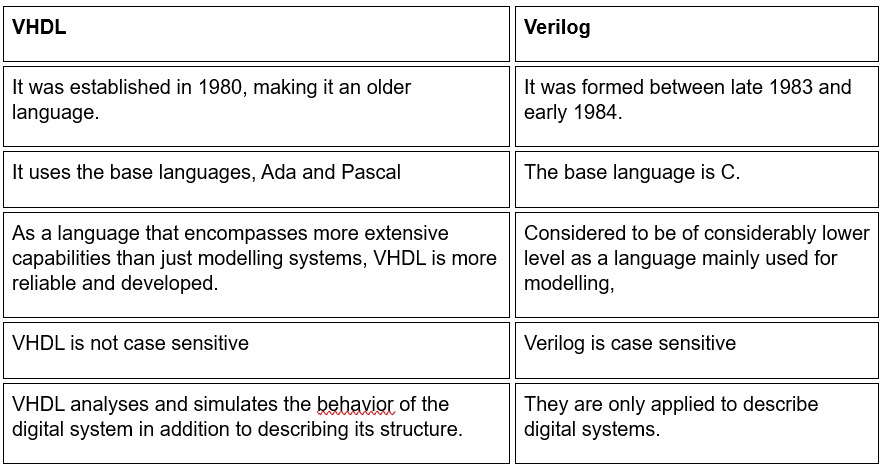 VHDL
Verilog
It was established in 1980, making it an older
language.
It was formed between late 1983 and
early 1984.
It uses the base languages, Ada and Pascal
The base language is C.
As a language that encompasses more extensive
capabilities than just modelling systems, VHDL is more
reliable and developed.
Considered to be of considerably lower
level as a language mainly used for
modelling,
VHDL is not case sensitive
Verilog is case sensitive
VHDL analyses and simulates the behavior of the
digital system in addition to describing its structure.
They are only applied to describe
digital systems.